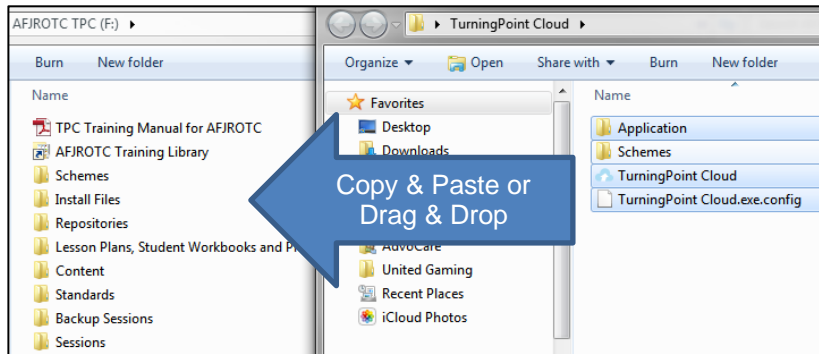 AFJROTC TPC (F:)
Burn New folder
Name
TPC Training Manual for AFJROTC
AFJROTC Training Library
Schemes
Install Files
Repositories
Lesson Plans, Student Workbooks and
Content
Standards
Backup Sessions
Sessions
TurningPoint Cloud
Organize Open Share with Burn New folder
Favorites
Desktop
Downloads
AdvoCare
United Gaming
Recent Places
iCloud Photos
Name
Application
Schemes
TurningPoint Cloud
TurningPoint Cloud.exe.config
Copy & Paste or
Drag & Drop